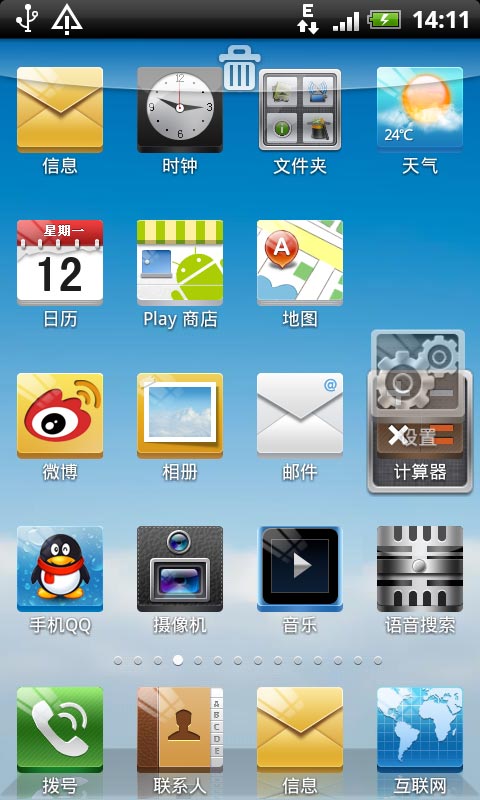 E
14:11
24℃
信息
时钟
文件夹
天气
星期一
12
日历
Play 商店
A
地图
@
微博
相册
邮件
设置
计算器
手机QQ
摄像机
音乐
语音搜索
A
B
C
D
E
拨号
联系人
信息
互联网